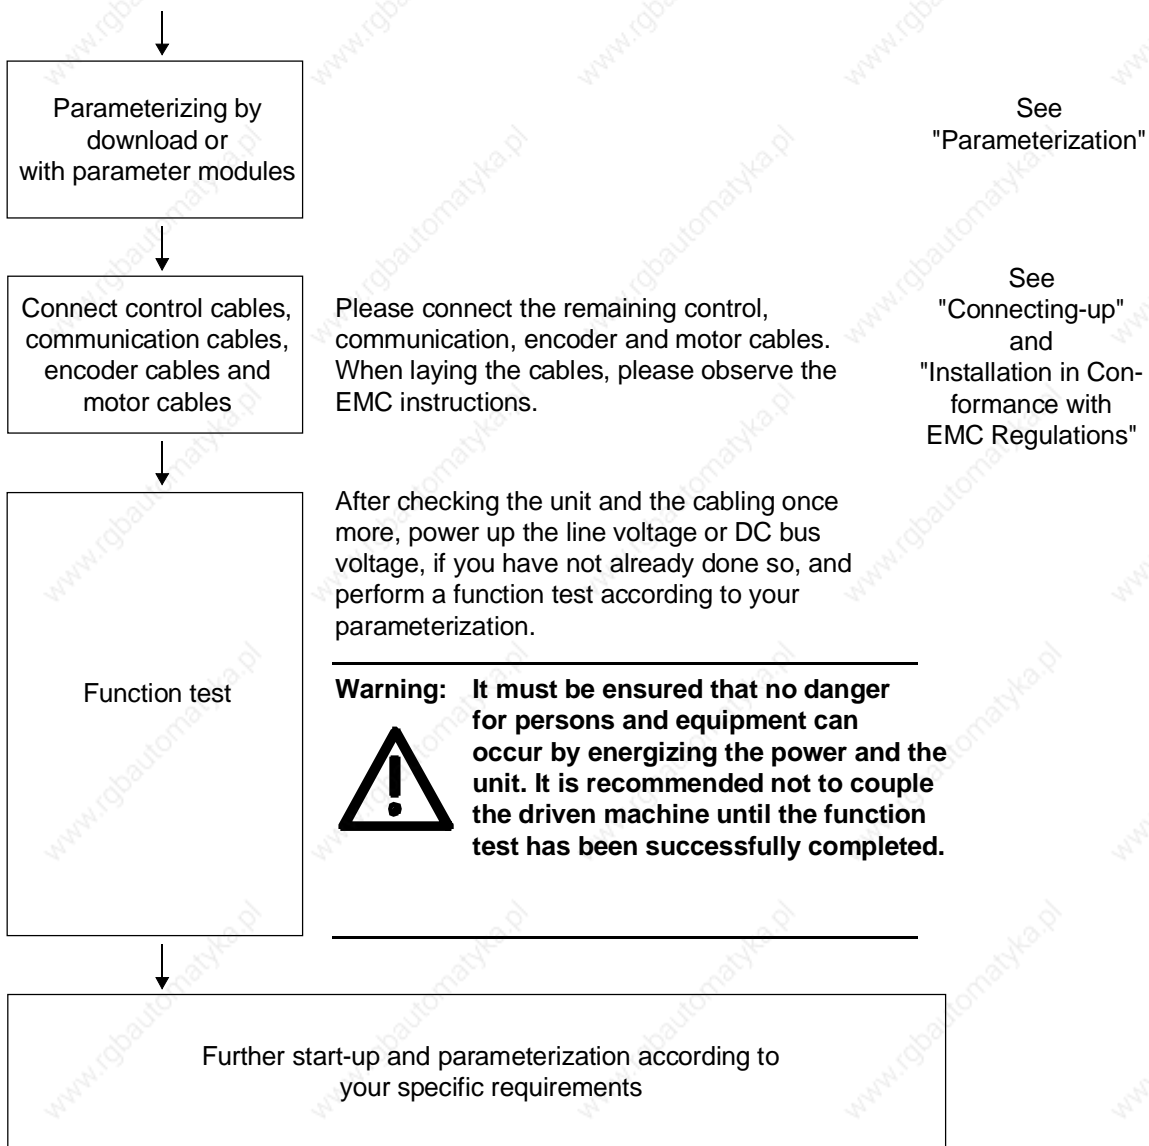 Parameterizing by
download or
with parameter modules
See
"Parameterization"
Connect control cables,
communication cables,
encoder cables and
motor cables
Please connect the remaining control,
communication, encoder and motor cables.
When laying the cables, please observe the
EMC instructions.
See
"Connecting-up"
and
"Installation in Con-
formance with
EMC Regulations"
Function test
After checking the unit and the cabling once
more, power up the line voltage or DC bus
voltage, if you have not already done so, and
perform a function test according to your
parameterization.
Warning:
It must be ensured that no danger
for persons and equipment can
occur by energizing the power and the
unit. It is recommended not to couple
the driven machine until the function
test has been successfully completed.
Further start-up and parameterization according to
your specific requirements
www.rgbautomatyka.pl